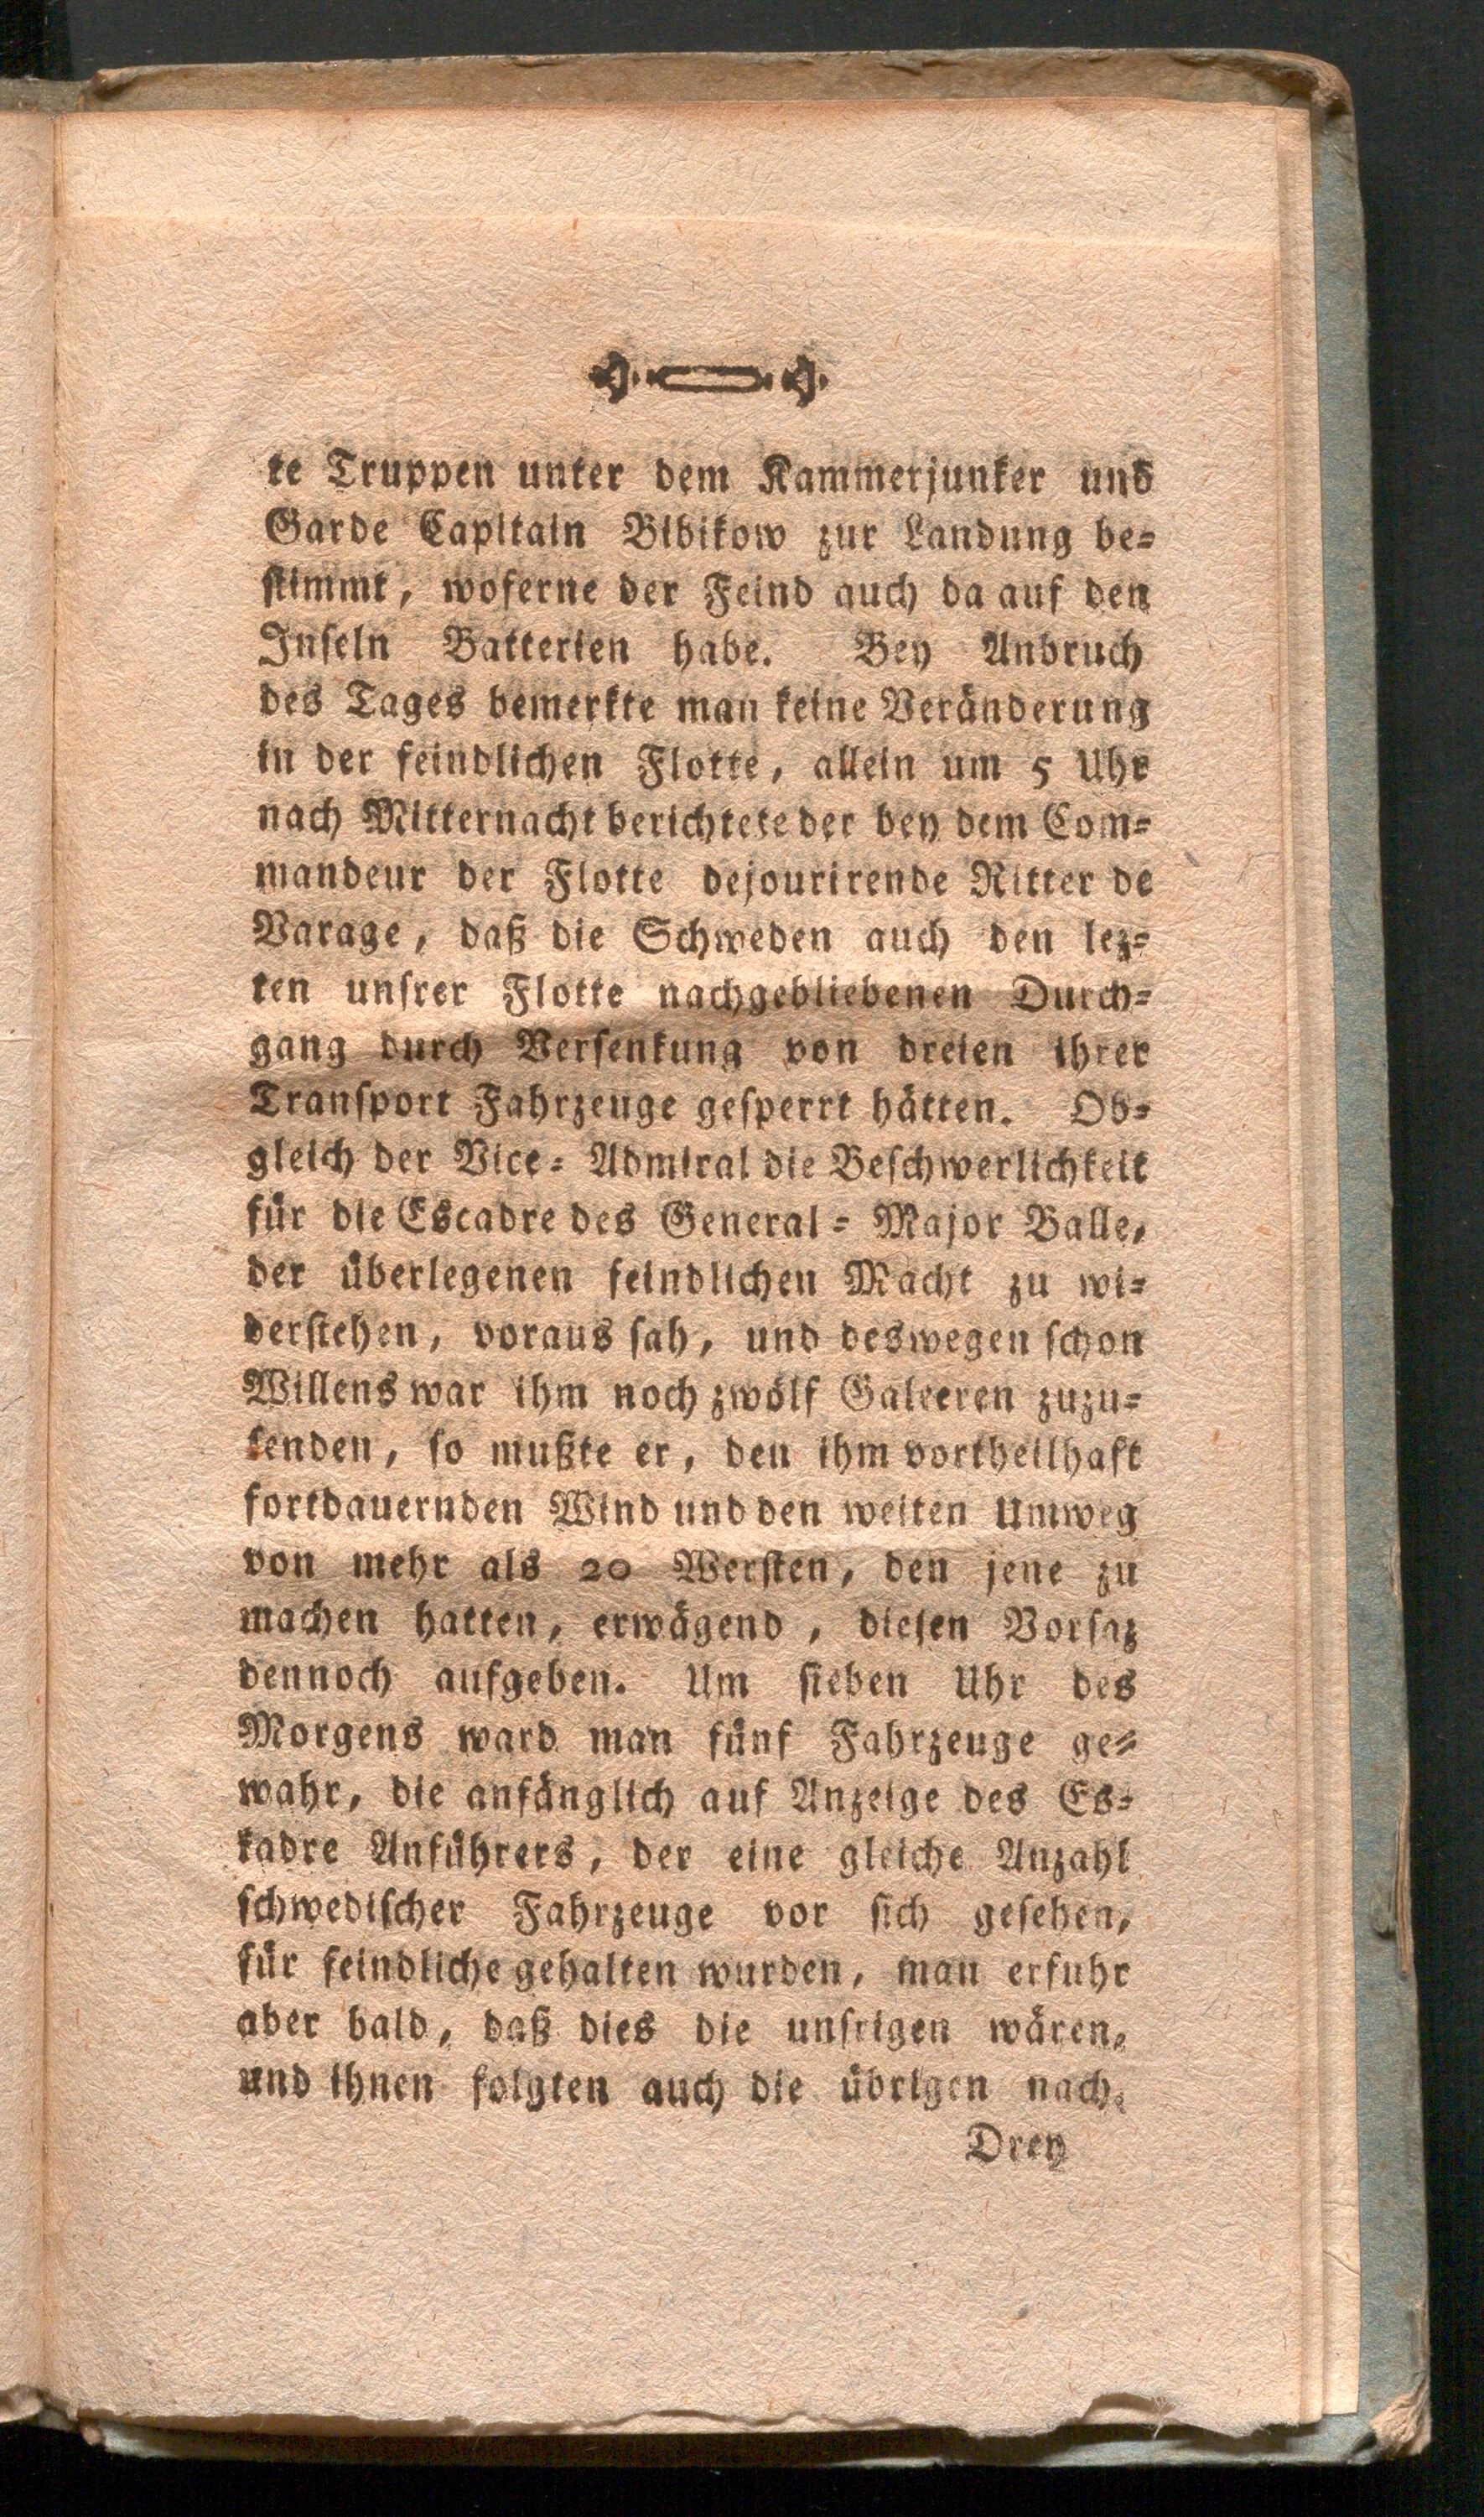 te Truppen unter dem Kammerjunker und
Garde Capitain Bibikow zur Landung be=
stimmt, woferne der Feind auch da auf den
Inseln Batterien habe. Bey Anbruch
des Tages bemerkte man keine Veränderung
in der feindlichen Flotte, allein um 5 Uhr
nach Mitternacht berichtete der bey dem Com=
mandeur der Flotte dejourirende Ritter de
Varage, daß die Schweden auch den lez=
ten unsrer Flotte nachgebliebenen Durch=
gang durch Versenkung von dreien ihrer
Transport Fahrzeuge gesperrt hätten. Ob=
gleich der Vice= Admiral die Beschwerlichkeit
für die Escadre des General= Major Balle,
der überlegenen feindlichen Macht zu wi=
derstehen, voraus sah, und deswegen schon
Willens war ihm noch zwölf Galeeren zuzu=
senden, so mußte er, den ihm vortheilhaft
fortdauernden Wind und den weiten Umweg
von mehr als 20 Wersten, den jene zu
machen hatten, erwägend, diesen Vorsaz
dennoch aufgeben. Um sieben Uhr des
Morgens ward man fünf Fahrzeuge ge=
wahr, die anfänglich auf Anzeige des Es=
kadre Anführers, der eine gleiche Anzahl
schwedischer Fahrzeuge vor sich gesehen,
für feindliche gehalten wurden, man erfuhr
aber bald, daß dies die unsrigen wären,
und ihnen folgten auch die übrigen nach.
Drey